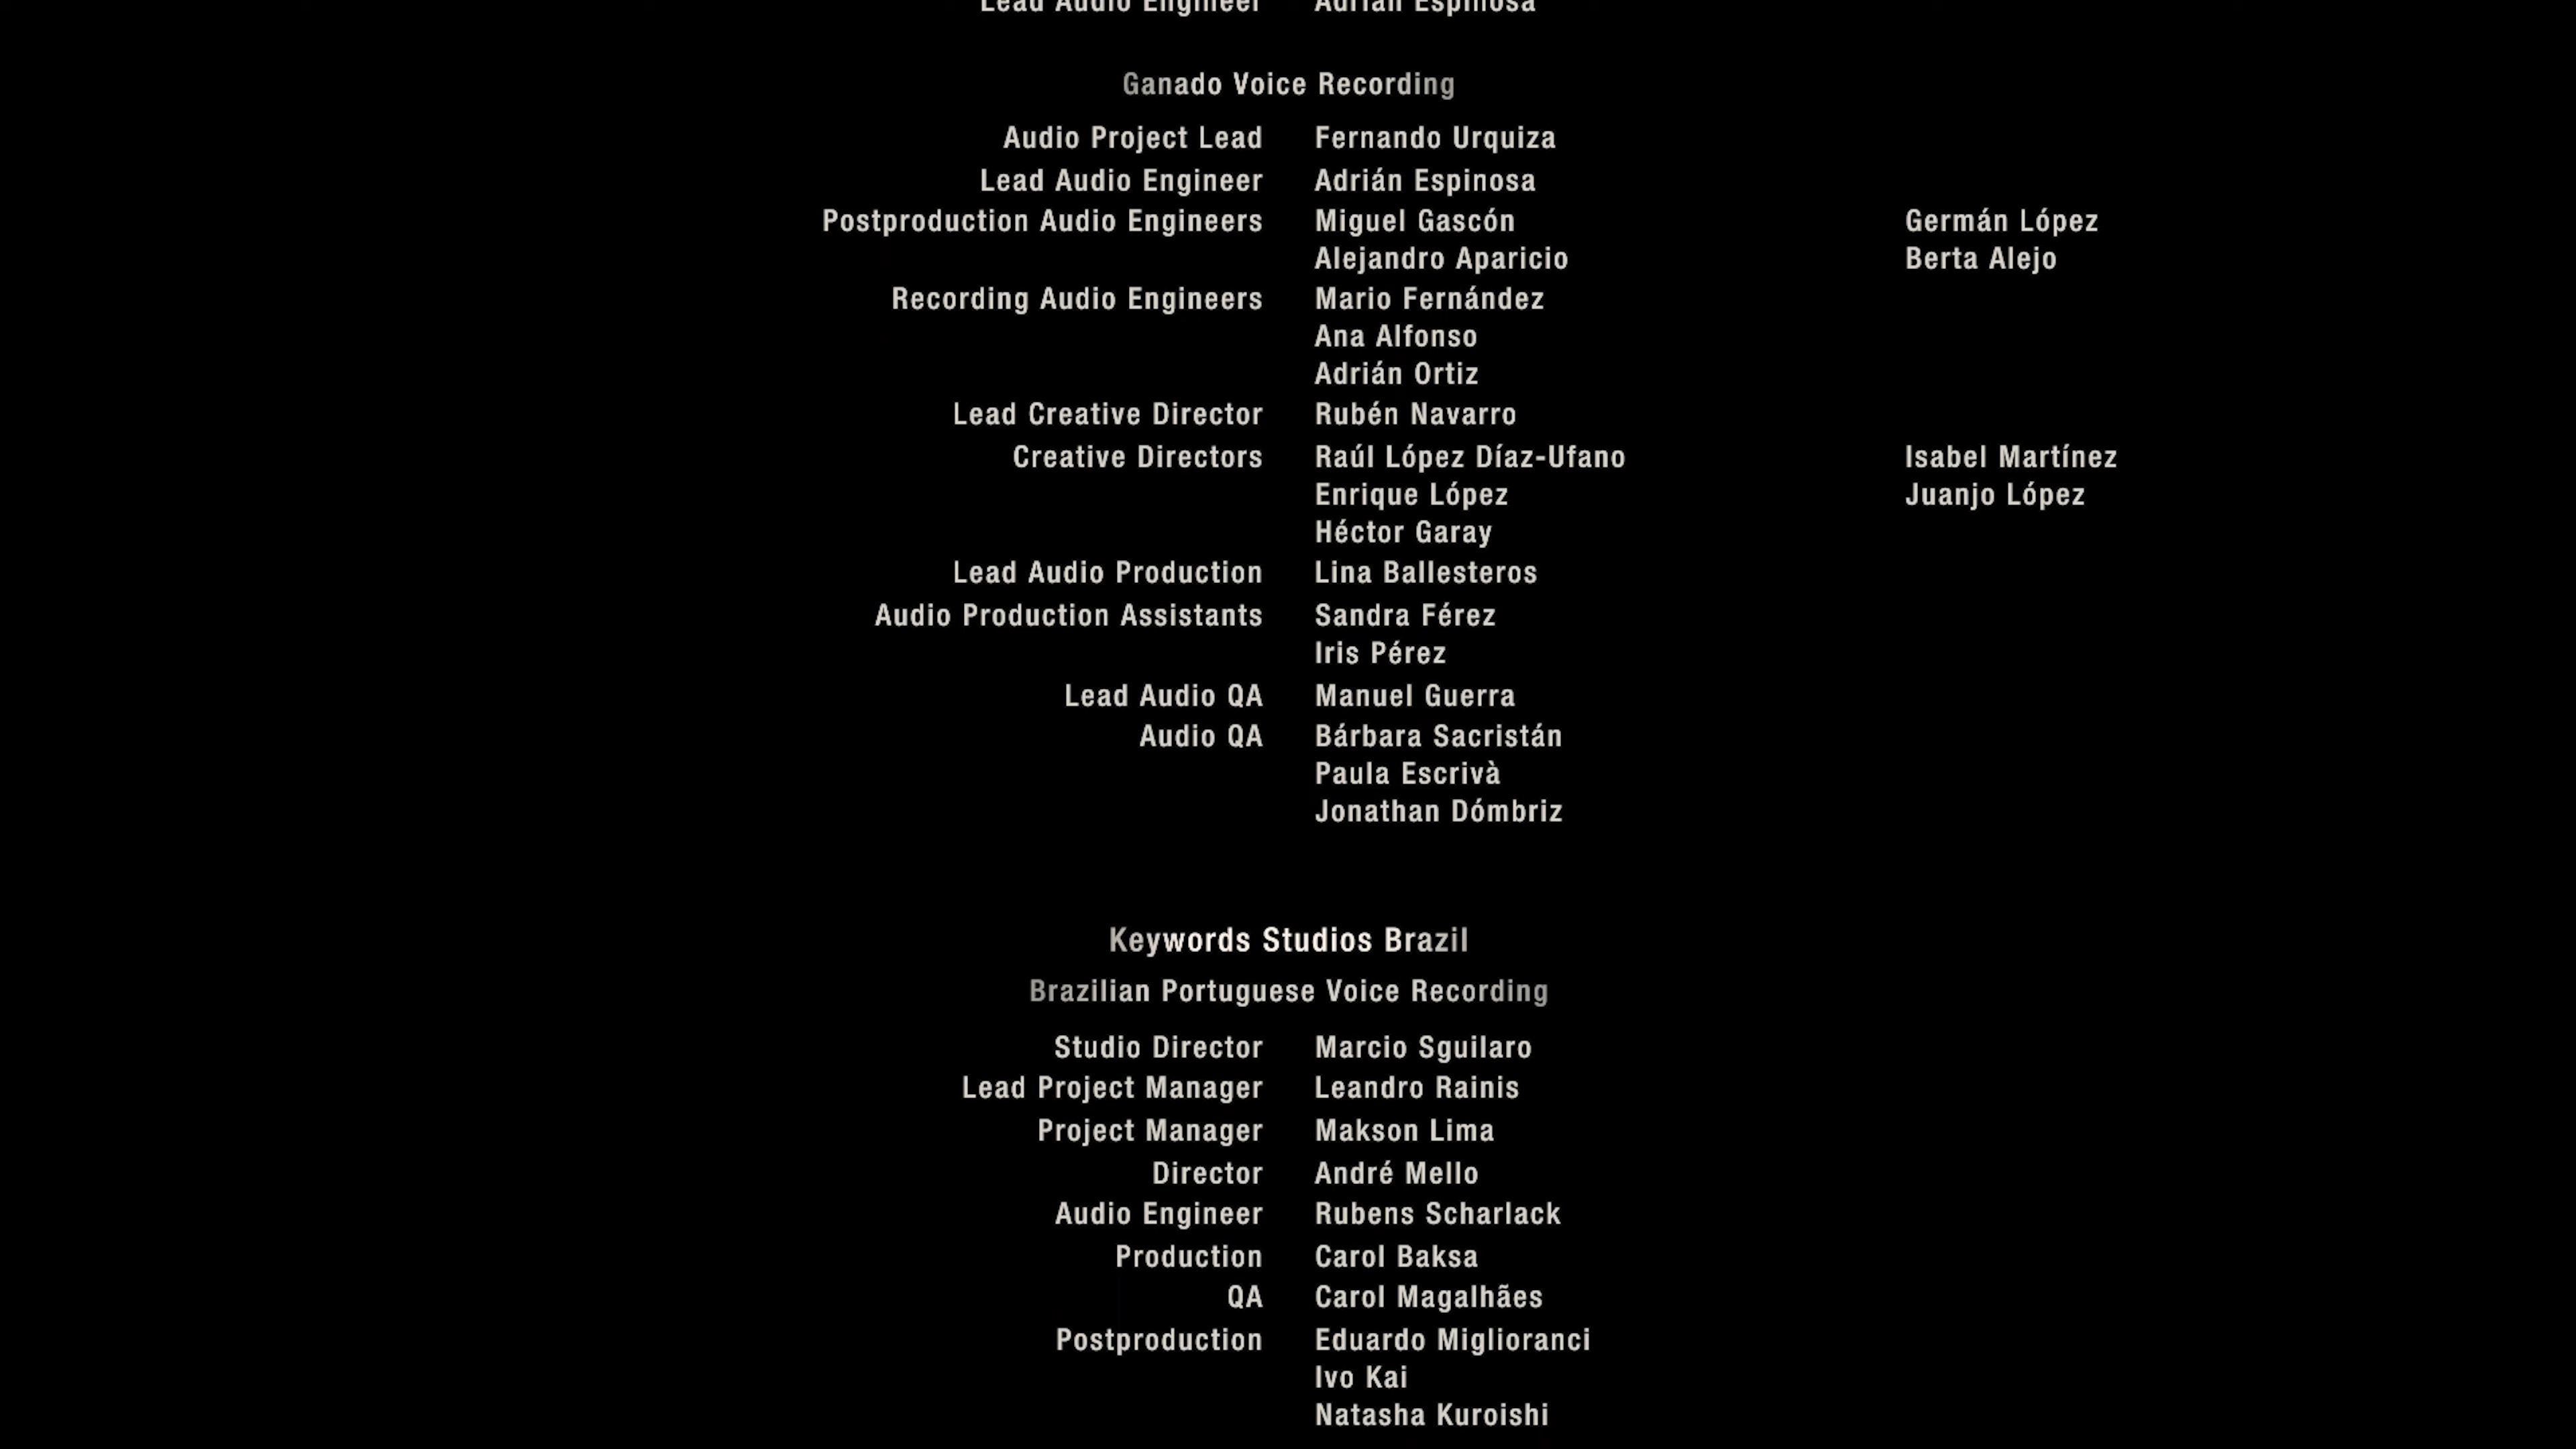 Lead Audio Engineer Adrián Espinosa
Ganado Voice Recording
Audio Project Lead Fernando Urquiza
Lead Audio Engineer Adrián Espinosa
Postproduction Audio Engineers Miguel Gascón Germán López
Alejandro Aparicio Berta Alejo
Recording Audio Engineers Mario Fernández
Ana Alfonso
Adrián Ortiz
Lead Creative Director Rubén Navarro
Creative Directors Raúl López Díaz-Ufano Isabel Martínez
Enrique López Juanjo López
Héctor Garay
Lead Audio Production Lina Ballesteros
Audio Production Assistants Sandra Férez
Iris Pérez
Lead Audio QA Manuel Guerra
Audio QA Bárbara Sacristán
Paula Escrivà
Jonathan Dómbriz
Keywords Studios Brazil
Brazilian Portuguese Voice Recording
Studio Director Marcio Sguilaro
Lead Project Manager Leandro Rainis
Project Manager Makson Lima
Director André Mello
Audio Engineer Rubens Scharlack
Production Carol Baksa
QA Carol Magalhães
Postproduction Eduardo Miglioranci
Ivo Kai
Natasha Kuroishi